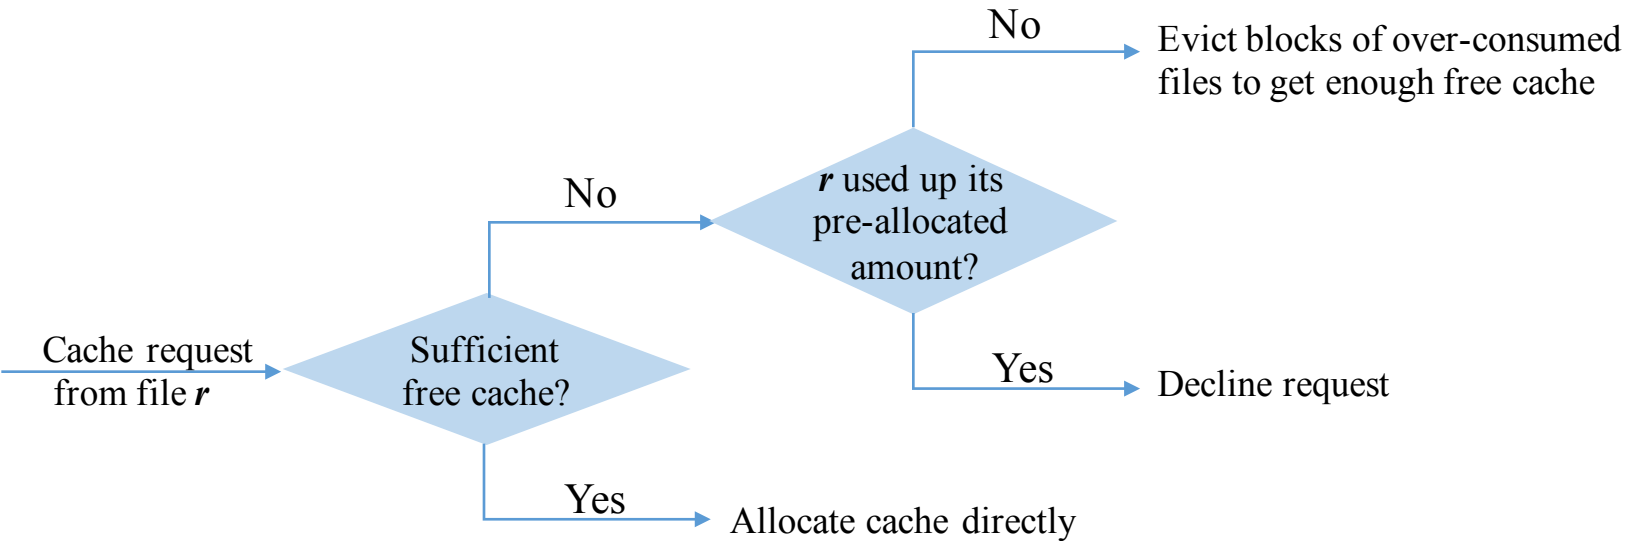 Cache request
from file r
Sufficient
free cache?
Yes
Allocate cache directly
No
r used up its
pre-allocated
amount?
No
Evict blocks of over-consumed
files to get enough free cache
Yes
Decline request